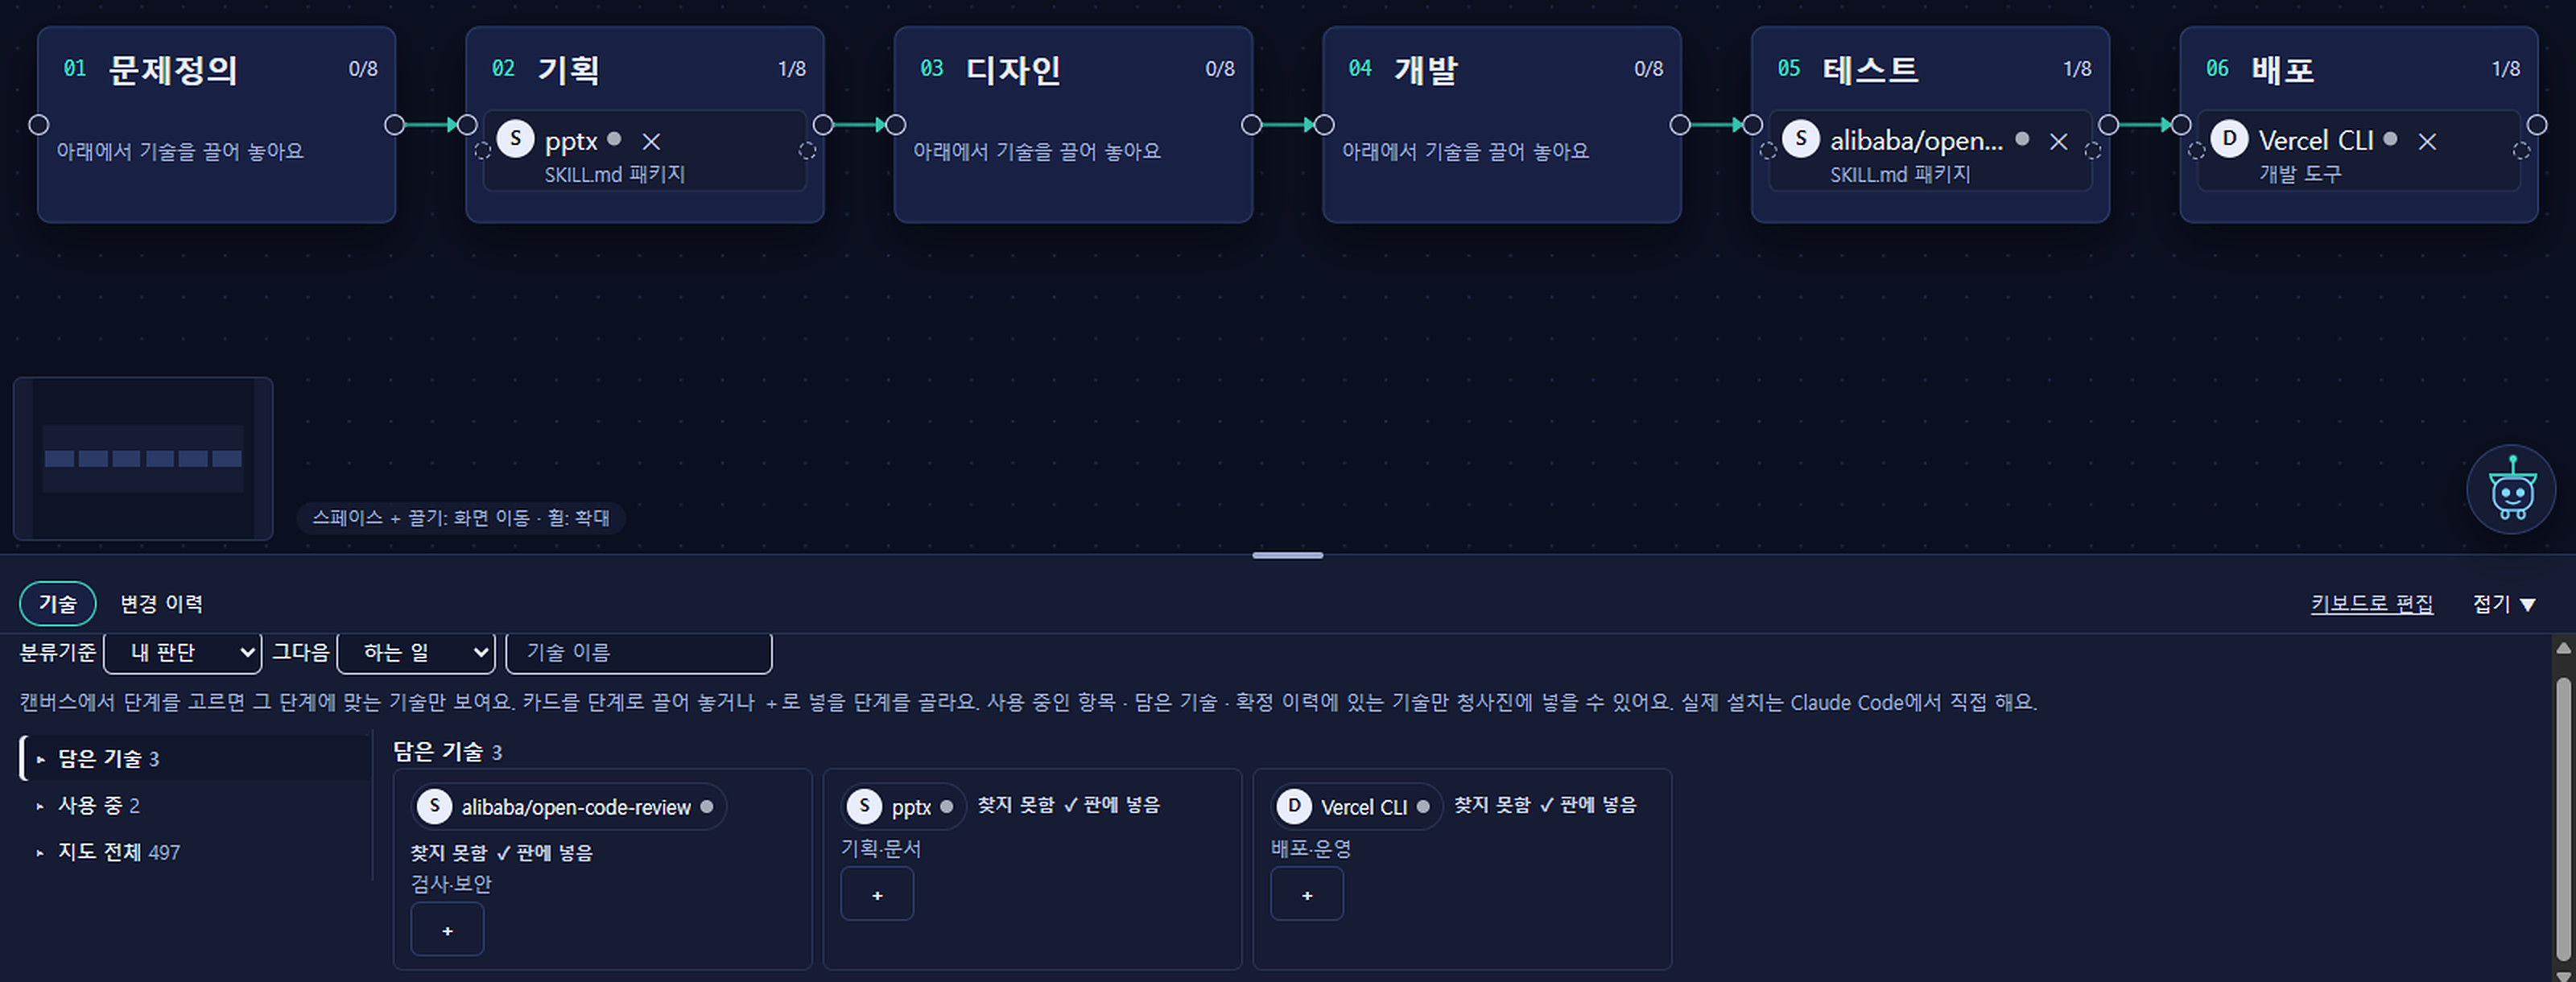 01 문제정의 0/8
아래에서 기술을 끌어 놓아요
02 기획 1/8
S pptx
SKILL.md 패키지
03 디자인 0/8
아래에서 기술을 끌어 놓아요
04 개발 0/8
아래에서 기술을 끌어 놓아요
05 테스트 1/8
S alibaba/open...
SKILL.md 패키지
06 배포 1/8
D Vercel CLI
개발 도구
스페이스 + 끌기: 화면 이동 · 휠: 확대
기술 변경 이력 키보드로 편집 접기 ▼
분류기준 내 판단 그다음 하는 일 기술 이름
캔버스에서 단계를 고르면 그 단계에 맞는 기술만 보여요. 카드를 단계로 끌어 놓거나 +로 넣을 단계를 골라요. 사용 중인 항목 · 담은 기술 · 확정 이력에 있는 기술만 청사진에 넣을 수 있어요. 실제 설치는 Claude Code에서 직접 해요.
▸ 담은 기술 3
▸ 사용 중 2
▸ 지도 전체 497
담은 기술 3
S alibaba/open-code-review
찾지 못함 ✓ 판에 넣음
검사·보안
+
S pptx 찾지 못함 ✓ 판에 넣음
기획·문서
+
D Vercel CLI 찾지 못함 ✓ 판에 넣음
배포·운영
+